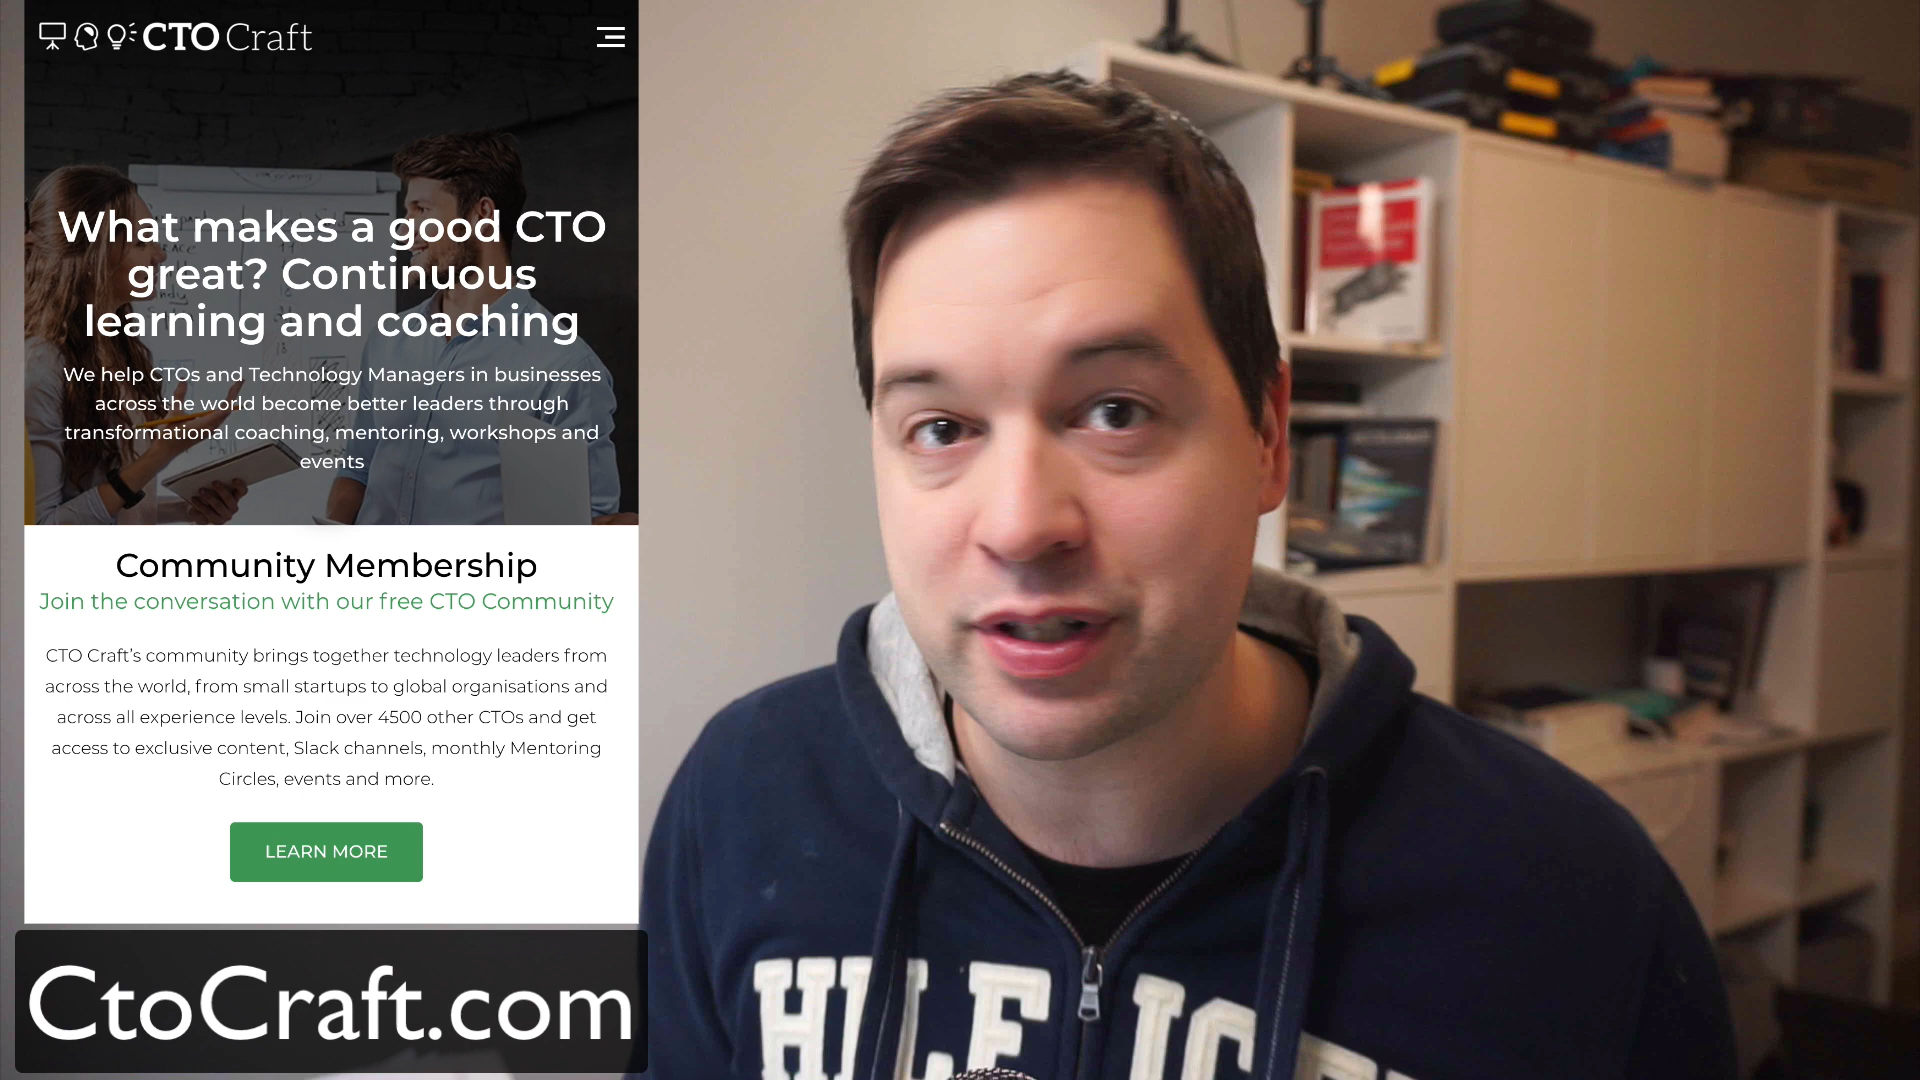 CTO Craft
What makes a good CTO
great? Continuous
learning and coaching
We help CTOs and Technology Managers in businesses
across the world become better leaders through
transformational coaching, mentoring, workshops and
events
Community Membership
Join the conversation with our free CTO Community
CTO Craft’s community brings together technology leaders from
across the world, from small startups to global organisations and
across all experience levels. Join over 4500 other CTOs and get
access to exclusive content, Slack channels, monthly Mentoring
Circles, events and more.
LEARN MORE
CtoCraft.com